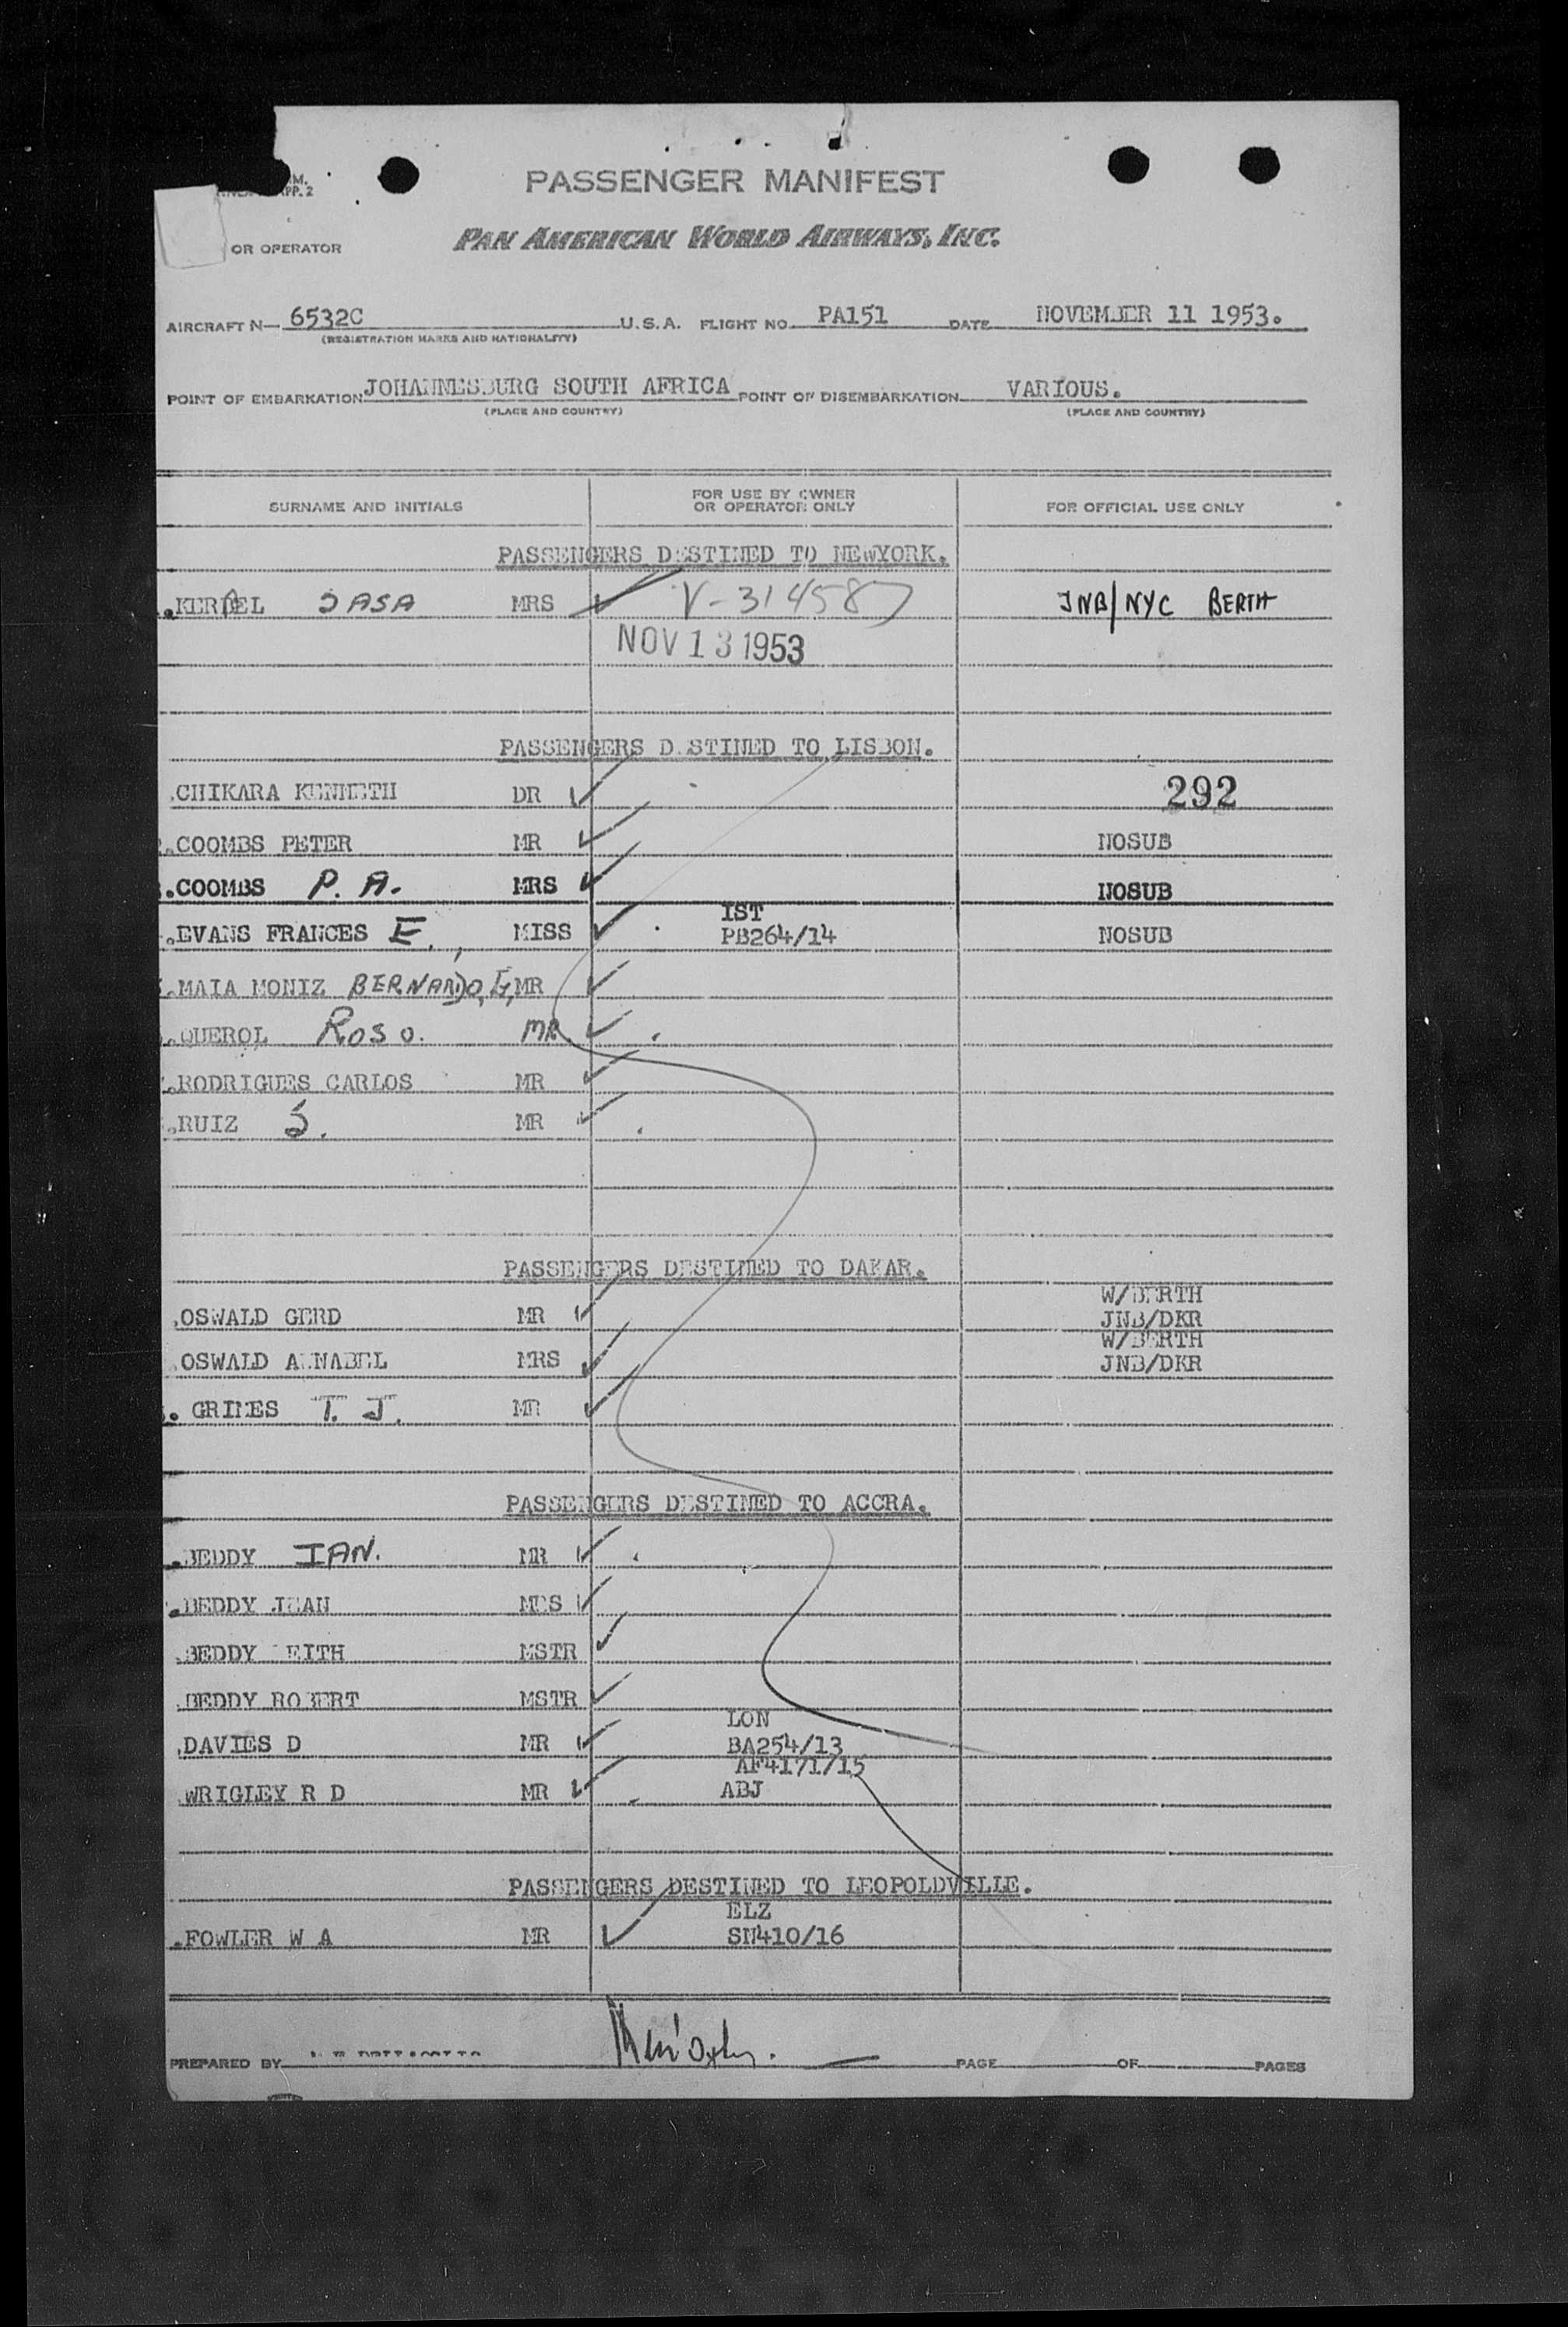 PP. 2
PASSENGER MANIFEST
OR OPERATOR
PAN AMERICAN WORLD AIRWAYS, INC.
AIRCRAFT N— 6532C U.S.A. FLIGHT NO. PA151 DATE NOVEMBER 11 1953.
(REGISTRATION MARKS AND NATIONALITY)
POINT OF EMBARKATION JOHANNESBURG SOUTH AFRICA POINT OF DISEMBARKATION VARIOUS.
(PLACE AND COUNTRY) (PLACE AND COUNTRY)
SURNAME AND INITIALS FOR USE BY OWNER OR OPERATOR ONLY FOR OFFICIAL USE ONLY
PASSENGERS DESTINED TO NEWYORK.
SASA MRS V-314587 JNB/NYC BERTH
NOV 13 1953
PASSENGERS DESTINED TO LISBON.
CHIKARA KENNETH DR 292
COOMBS PETER MR NOSUB
COOMBS P. A. MRS NOSUB
IST
EVANS FRANCES E. MISS PB264/14 NOSUB
MAIA MONIZ BERNARDO, G, MR
QUEROL ROSO. MR
RODRIGUES CARLOS MR
RUIZ S. MR
PASSENGERS DESTINED TO DAKAR.
W/BERTH
OSWALD GERD MR JNB/DKR
W/BERTH
OSWALD ANNABEL MRS JNB/DKR
GRIMES T. J. MR
PASSENGERS DESTINED TO ACCRA.
BEDDY IAN. MR
BEDDY JEAN MRS
BEDDY KEITH MSTR
BEDDY ROBERT MSTR
LON
DAVIES D MR BA254/13
AF4171/15
WRIGLEY R D MR ABJ
PASSENGERS DESTINED TO LEOPOLDVILLE.
ELZ
FOWLER W A MR SN410/16
PREPARED BY PAGE OF PAGES